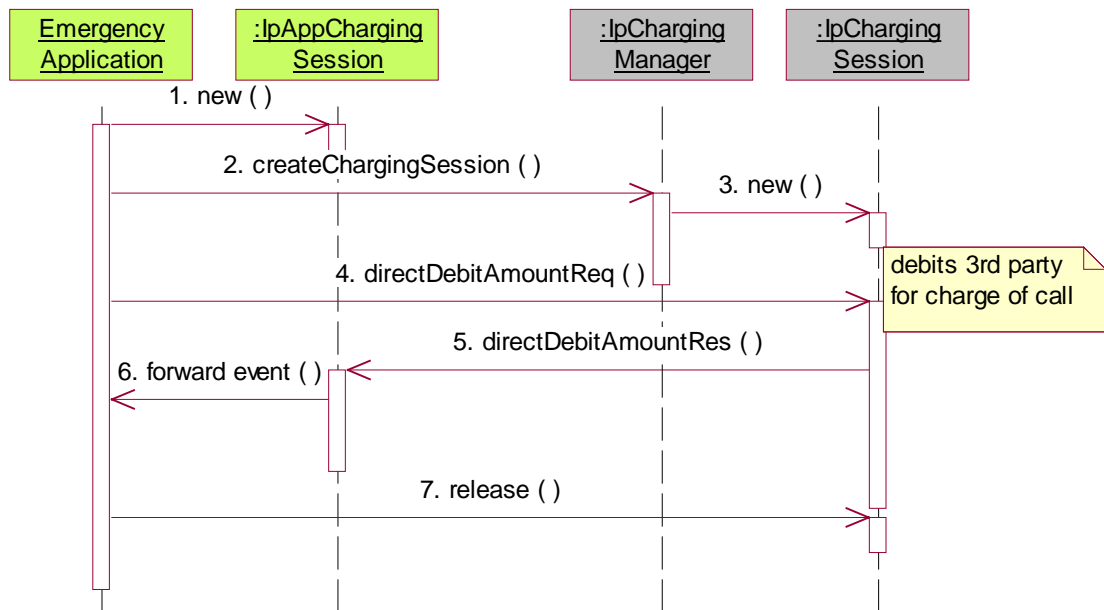 Emergency
Application
:IpAppCharging
Session
:IpCharging
Manager
:IpCharging
Session
1. new ( )
2. createChargingSession ( )
3. new ( )
debits 3rd party
for charge of call
4. directDebitAmountReq ( )
5. directDebitAmountRes ( )
6. forward event ( )
7. release ( )